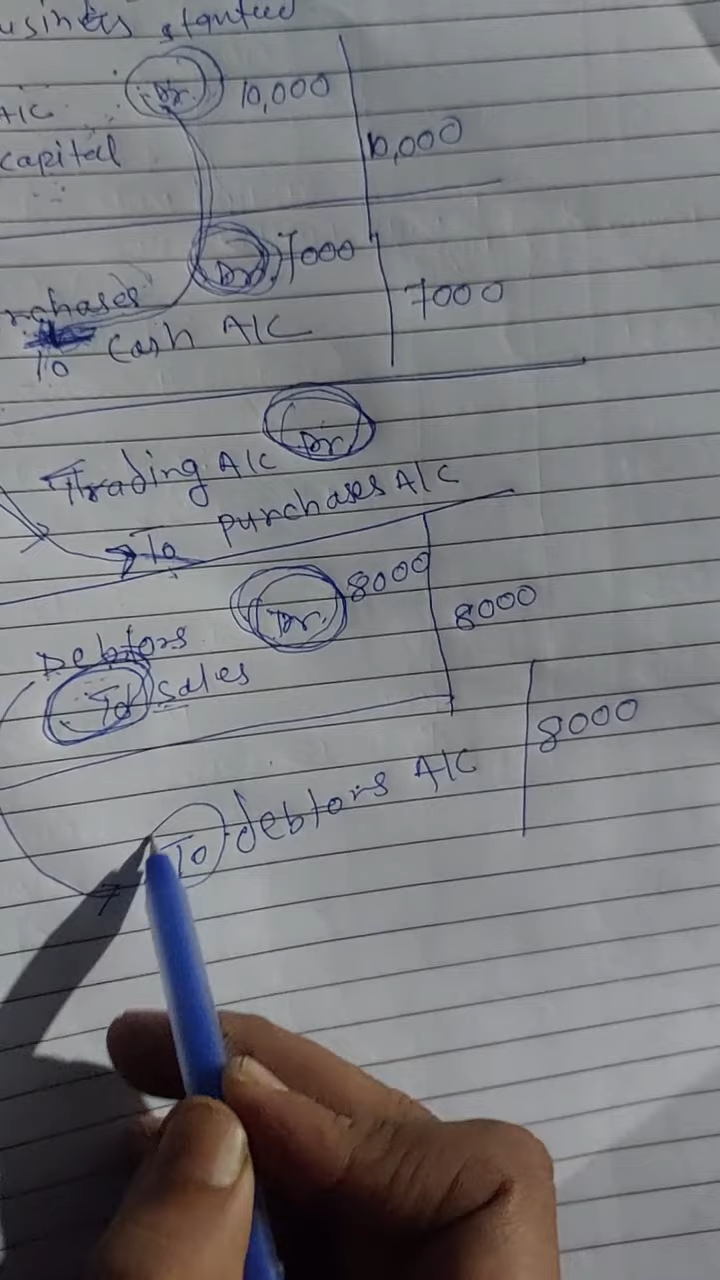 usiness started
A/C Dr. 10,000
capital 10,000
rchases Dr. 7000
To Cash A/C 7000
Trading A/C Dr
To purchases A/C
Debtors Dr. 8000
To sales 8000
To debtors A/C 8000